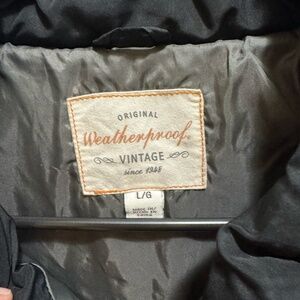 ORIGINAL
Weatherproof
VINTAGE
since 1948
L/G